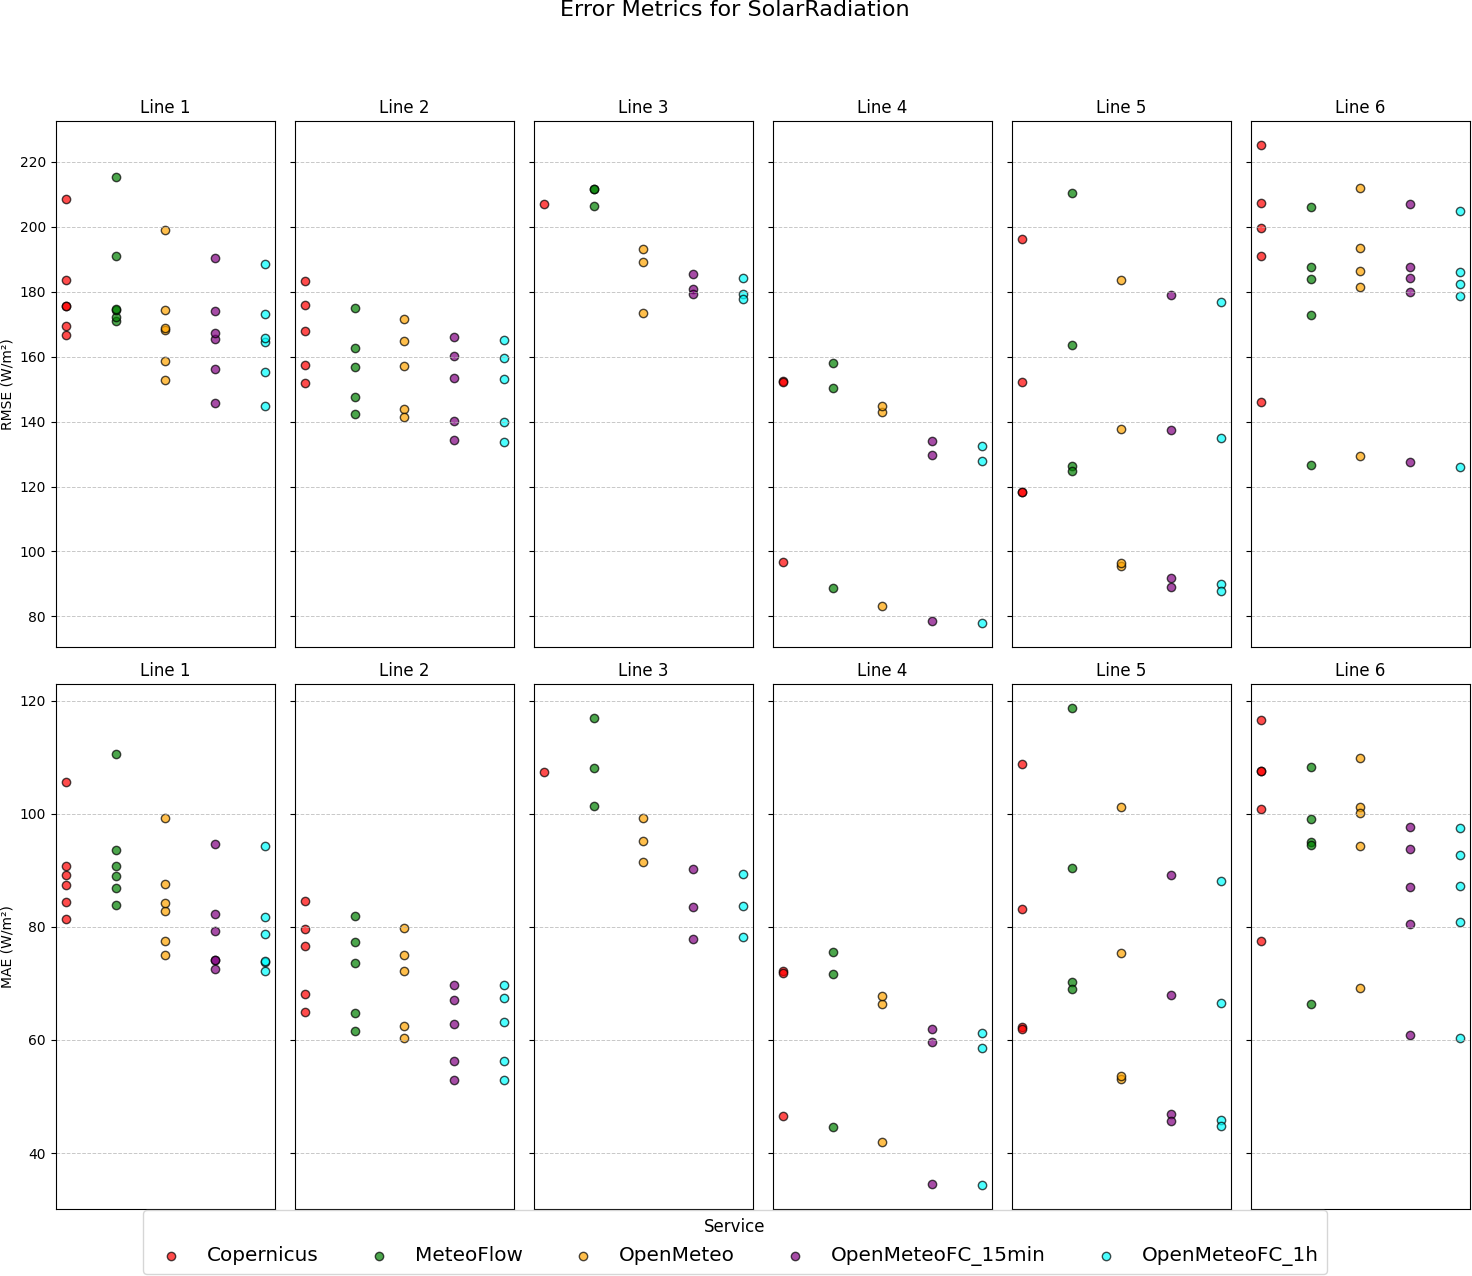 Error Metrics for SolarRadiation
Line 1 Line 2 Line 3 Line 4 Line 5 Line 6
220
200
180
160
140
120
100
80
RMSE (W/m²)
Line 1 Line 2 Line 3 Line 4 Line 5 Line 6
120
100
80
60
40
MAE (W/m²)
Service
Copernicus MeteoFlow OpenMeteo OpenMeteoFC_15min OpenMeteoFC_1h